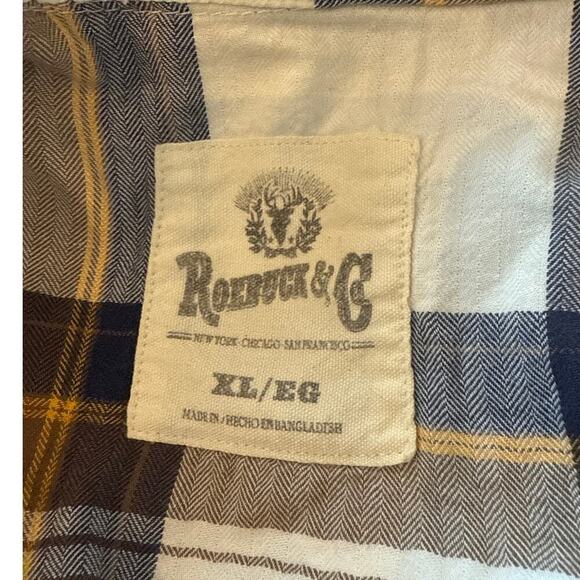 ROEBUCK & Co
NEW YORK · CHICAGO · SAN FRANCISCO
XL/EG
MADE IN / HECHO EN BANGLADESH